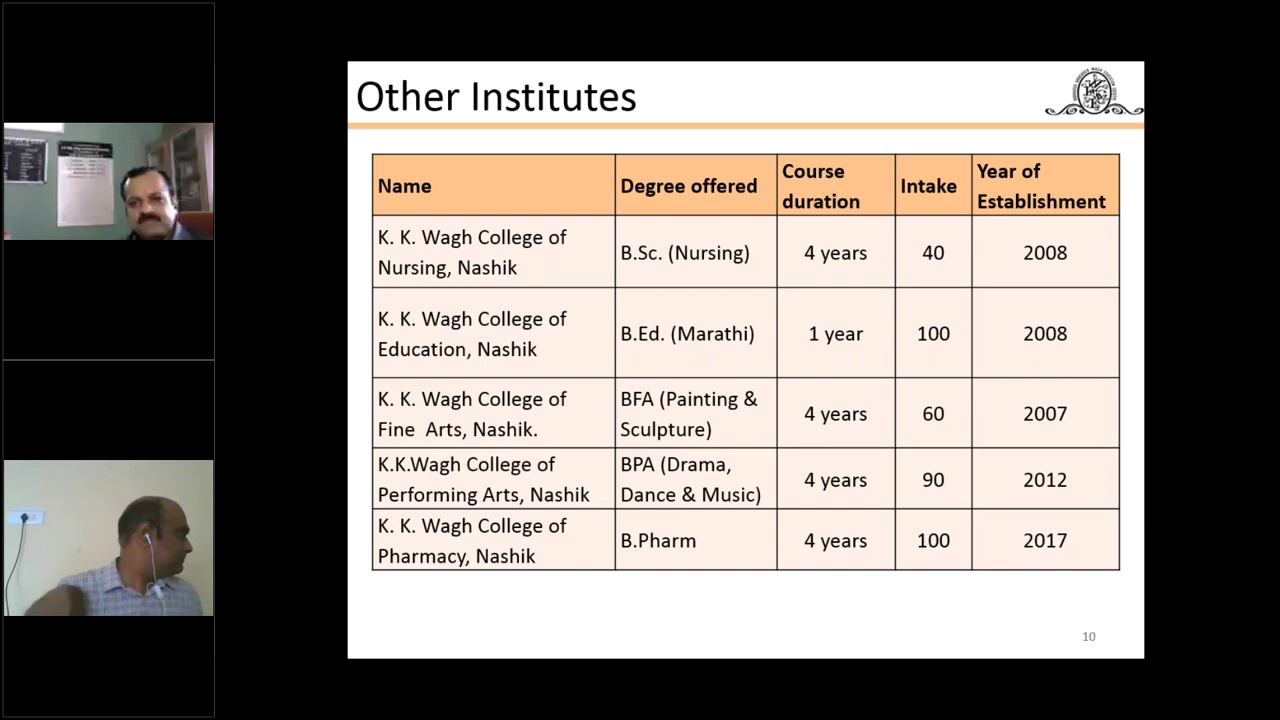 Other Institutes
Name
Degree offered
Course
duration
Intake
Year of
Establishment
K. K. Wagh College of
Nursing, Nashik
B.Sc. (Nursing)
4 years
40
2008
K. K. Wagh College of
Education, Nashik
B.Ed. (Marathi)
1 year
100
2008
K. K. Wagh College of
Fine  Arts, Nashik.
BFA (Painting &
Sculpture)
4 years
60
2007
K.K.Wagh College of
Performing Arts, Nashik
BPA (Drama,
Dance & Music)
4 years
90
2012
K. K. Wagh College of
Pharmacy, Nashik
B.Pharm
4 years
100
2017
10